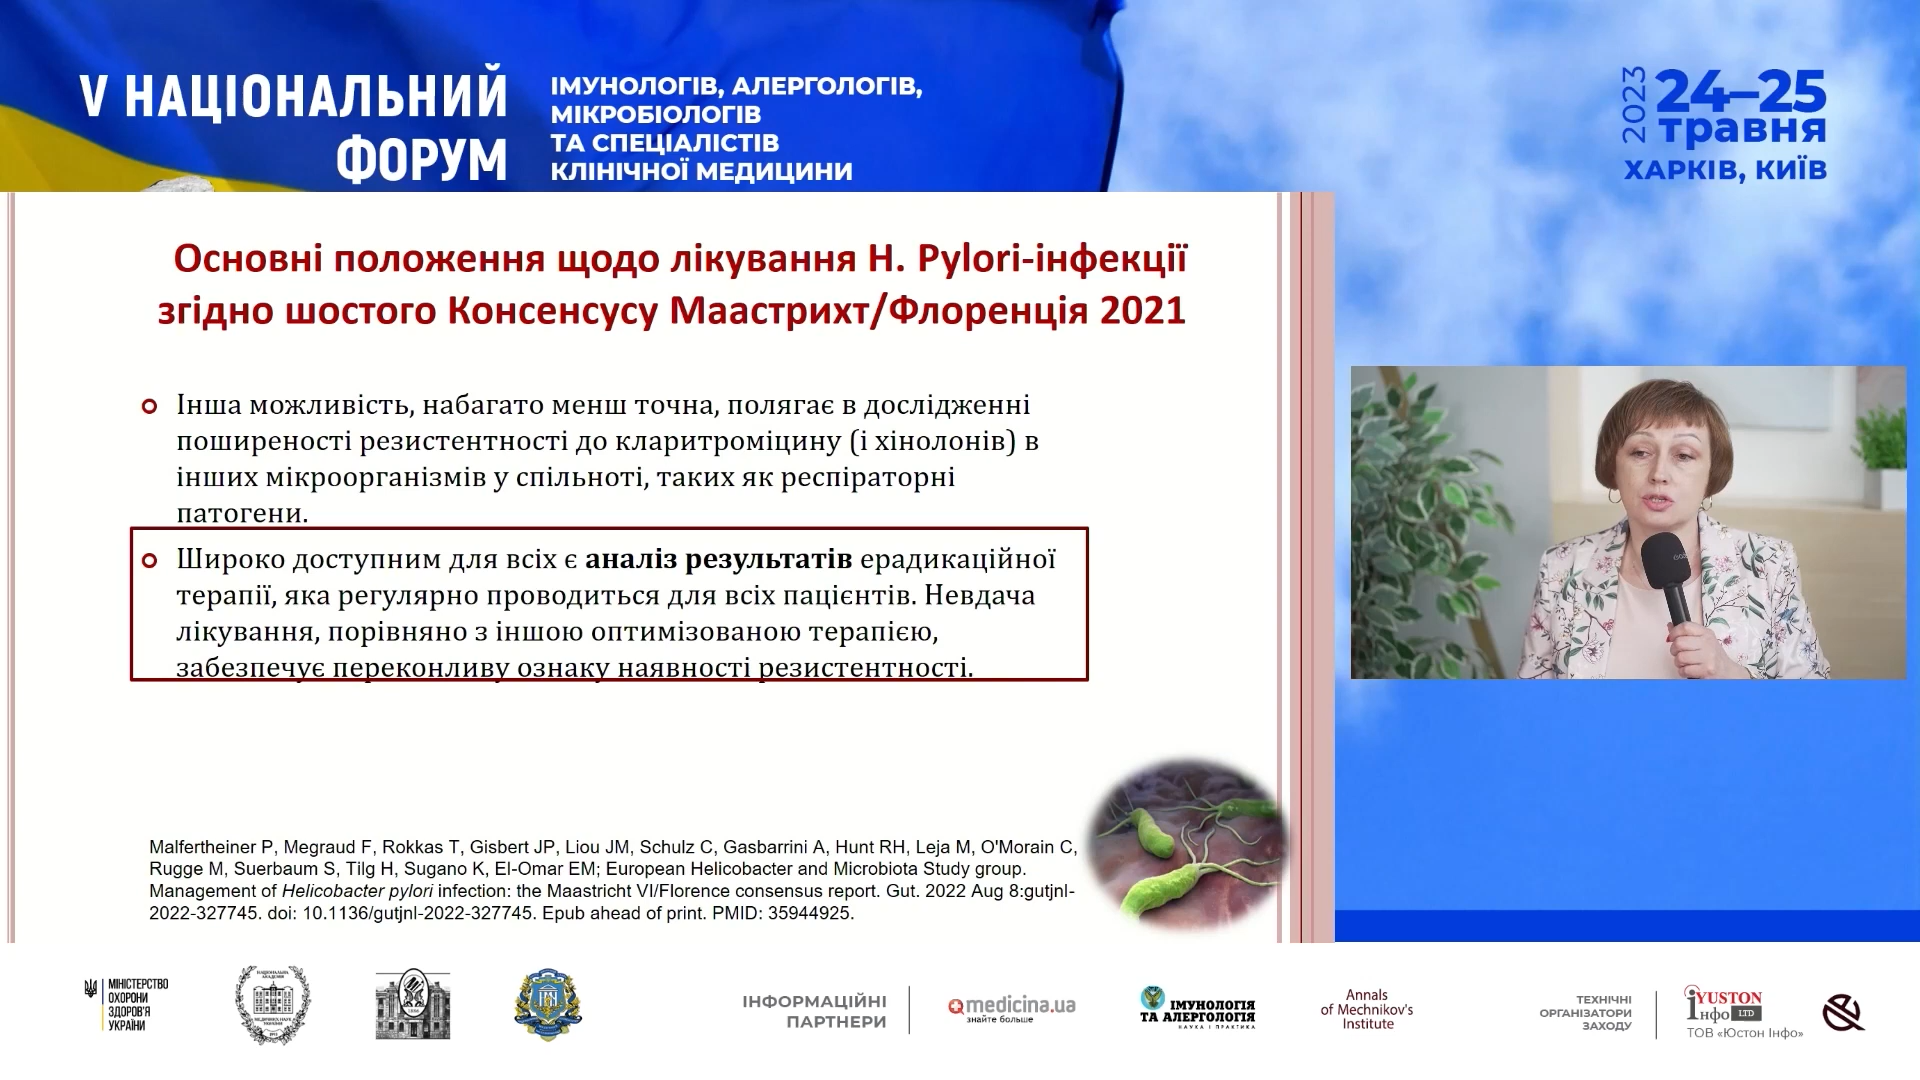 V НАЦІОНАЛЬНИЙ
ФОРУМ
ІМУНОЛОГІВ, АЛЕРГОЛОГІВ,
МІКРОБІОЛОГІВ
ТА СПЕЦІАЛІСТІВ
КЛІНІЧНОЇ МЕДИЦИНИ
2023
24–25
травня
ХАРКІВ, КИЇВ
Основні положення щодо лікування H. Pylori-інфекції
згідно шостого Консенсусу Маастрихт/Флоренція 2021
Інша можливість, набагато менш точна, полягає в дослідженні
поширеності резистентності до кларитроміцину (і хінолонів) в
інших мікроорганізмів у спільноті, таких як респіраторні
патогени.
Широко доступним для всіх є аналіз результатів ерадикаційної
терапії, яка регулярно проводиться для всіх пацієнтів. Невдача
лікування, порівняно з іншою оптимізованою терапією,
забезпечує переконливу ознаку наявності резистентності.
Malfertheiner P, Megraud F, Rokkas T, Gisbert JP, Liou JM, Schulz C, Gasbarrini A, Hunt RH, Leja M, O'Morain C,
Rugge M, Suerbaum S, Tilg H, Sugano K, El-Omar EM; European Helicobacter and Microbiota Study group.
Management of Helicobacter pylori infection: the Maastricht VI/Florence consensus report. Gut. 2022 Aug 8:gutjnl-
2022-327745. doi: 10.1136/gutjnl-2022-327745. Epub ahead of print. PMID: 35944925.
МІНІСТЕРСТВО
ОХОРОНИ
ЗДОРОВ'Я
УКРАЇНИ
ІНФОРМАЦІЙНІ
ПАРТНЕРИ
medicina.ua
знайте больше
ІМУНОЛОГІЯ
ТА АЛЕРГОЛОГІЯ
НАУКА І ПРАКТИКА
Annals
of Mechnikov's
Institute
ТЕХНІЧНІ
ОРГАНІЗАТОРИ
ЗАХОДУ
YUSTON
Інфо LTD
ТОВ «Юстон Інфо»